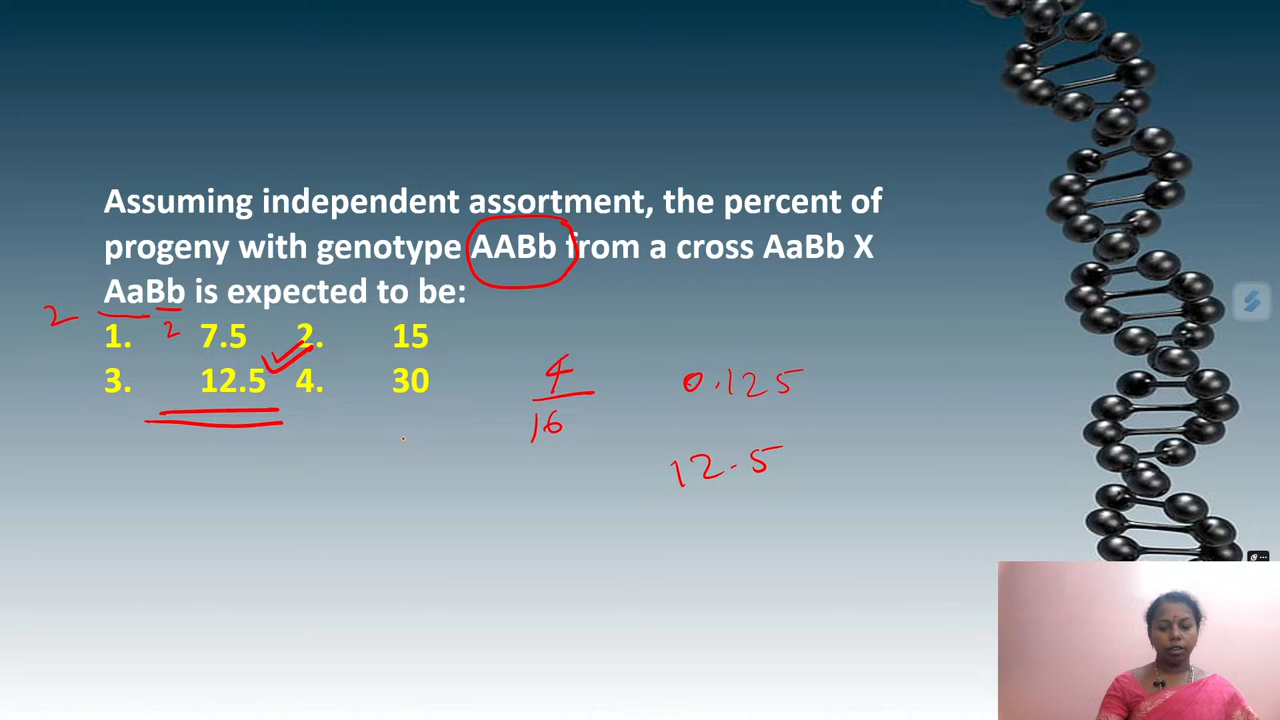 Assuming independent assortment, the percent of
progeny with genotype AABb from a cross AaBb X
AaBb is expected to be:
2
2
1. 7.5 2. 15
3. 12.5 4. 30
4
16
0.125
12.5